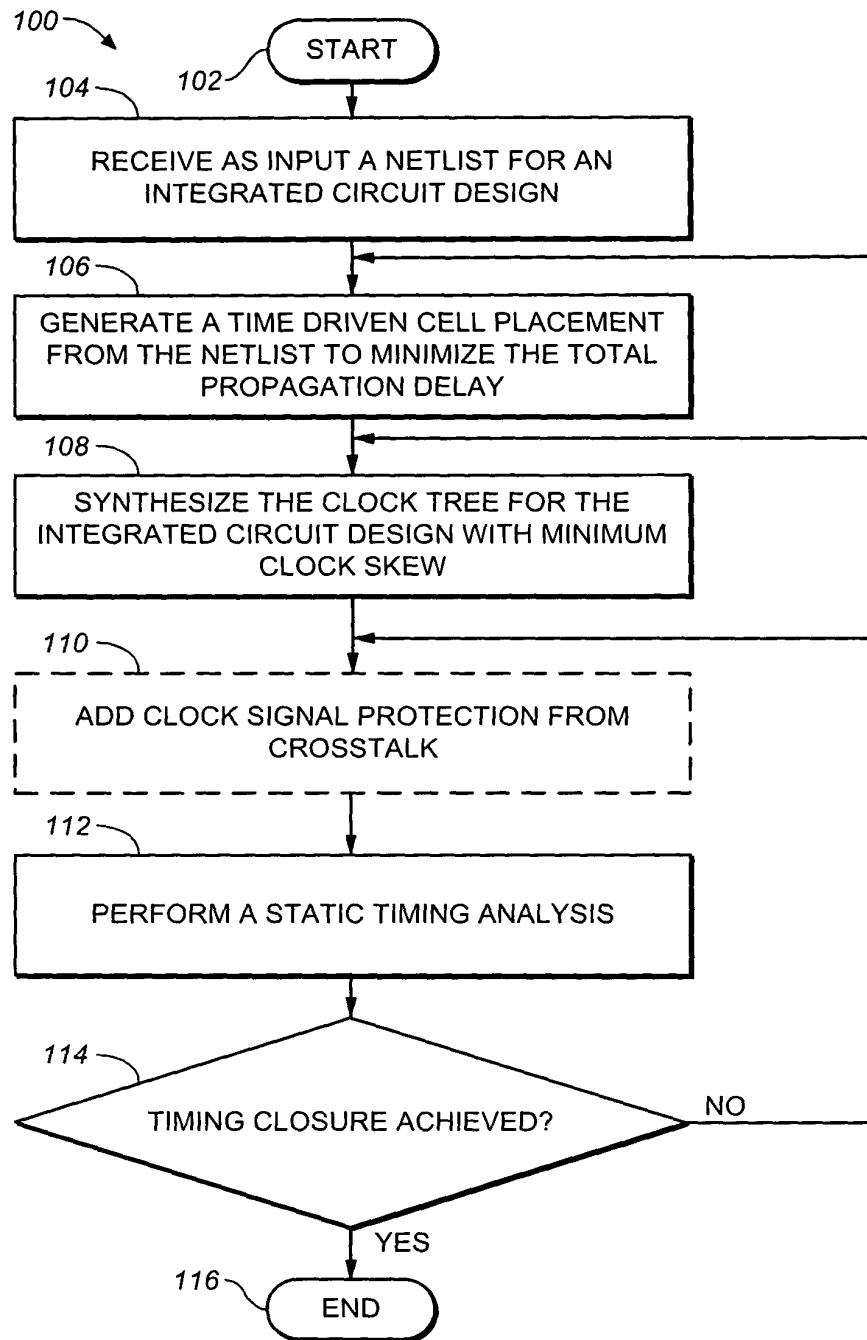 100
START
102
104
RECEIVE AS INPUT A NETLIST FOR AN
INTEGRATED CIRCUIT DESIGN
106
GENERATE A TIME DRIVEN CELL PLACEMENT
FROM THE NETLIST TO MINIMIZE THE TOTAL
PROPAGATION DELAY
108
SYNTHESIZE THE CLOCK TREE FOR THE
INTEGRATED CIRCUIT DESIGN WITH MINIMUM
CLOCK SKEW
110
ADD CLOCK SIGNAL PROTECTION FROM
CROSSTALK
112
PERFORM A STATIC TIMING ANALYSIS
114
TIMING CLOSURE ACHIEVED?
NO
YES
116
END